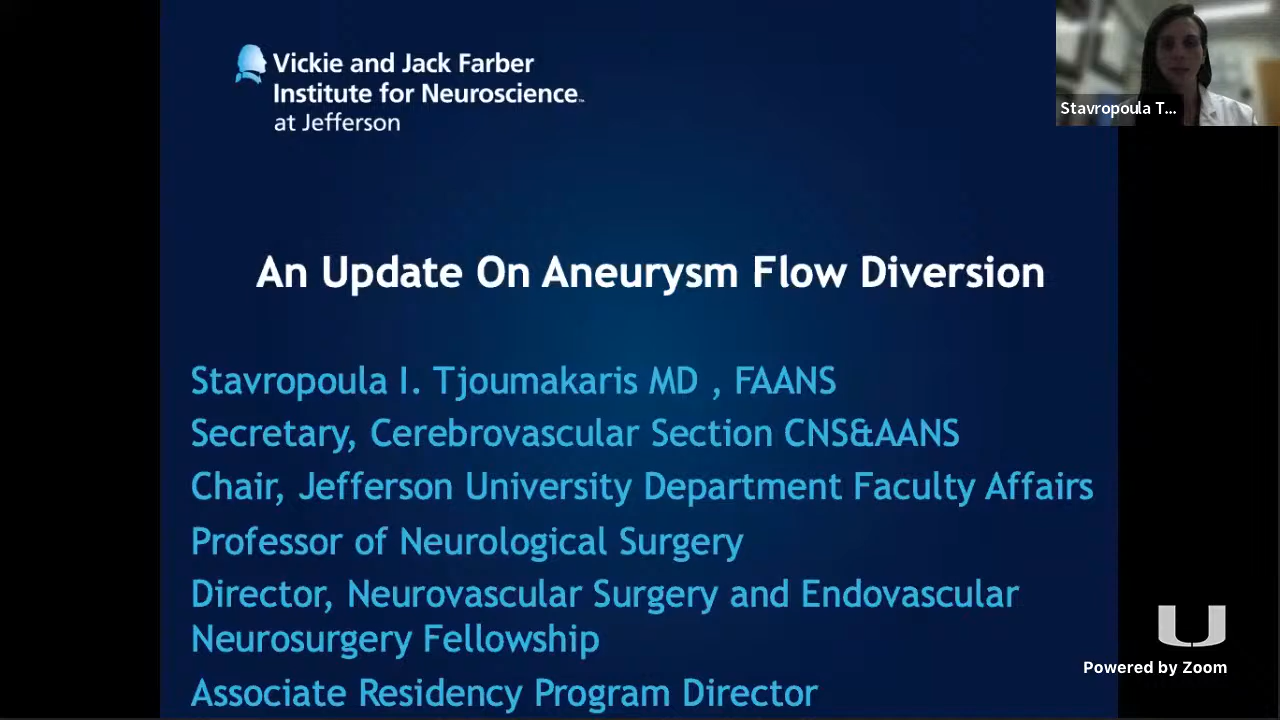 Vickie and Jack Farber
Institute for Neuroscience™
at Jefferson
Stavropoula T...
An Update On Aneurysm Flow Diversion
Stavropoula I. Tjoumakaris MD , FAANS
Secretary, Cerebrovascular Section CNS&AANS
Chair, Jefferson University Department Faculty Affairs
Professor of Neurological Surgery
Director, Neurovascular Surgery and Endovascular
Neurosurgery Fellowship
Associate Residency Program Director
U
Powered by Zoom